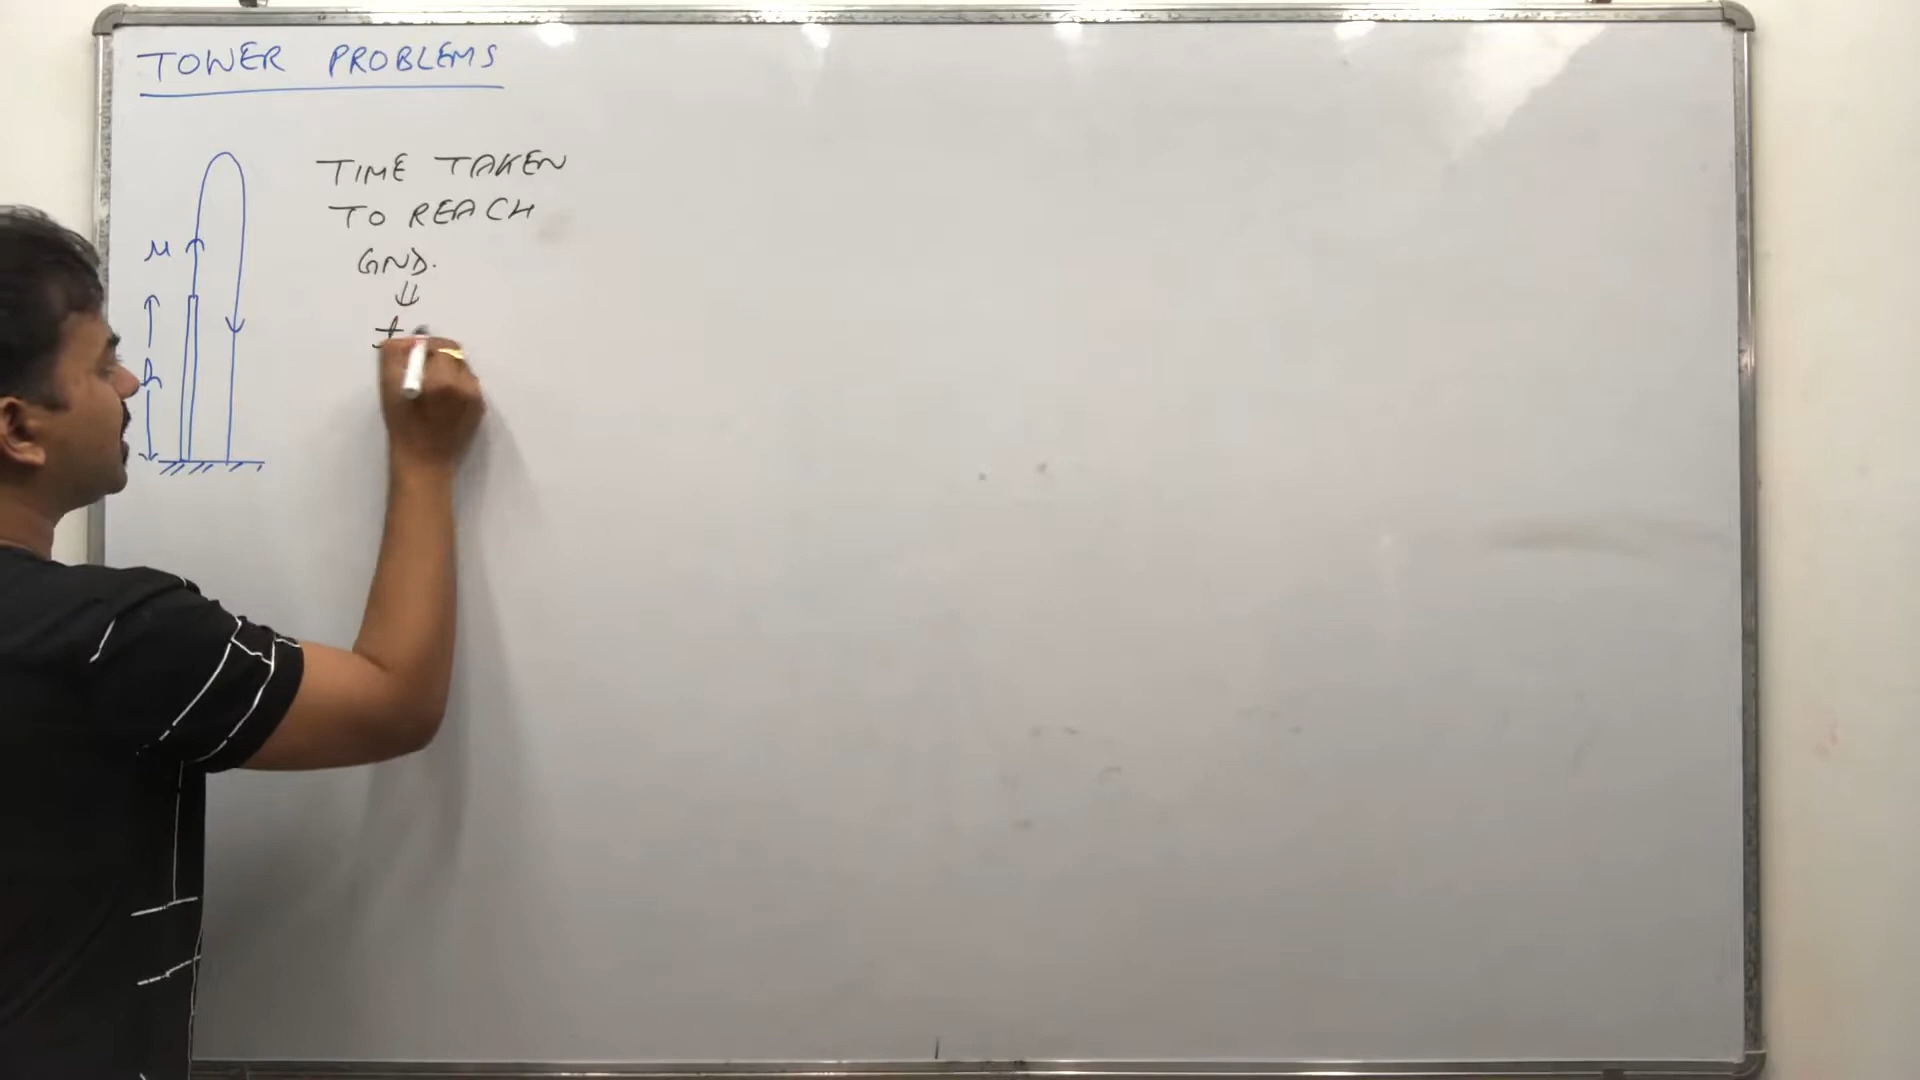 TOWER PROBLEMS
TIME TAKEN
TO REACH
GND.
⇓
t
u
h